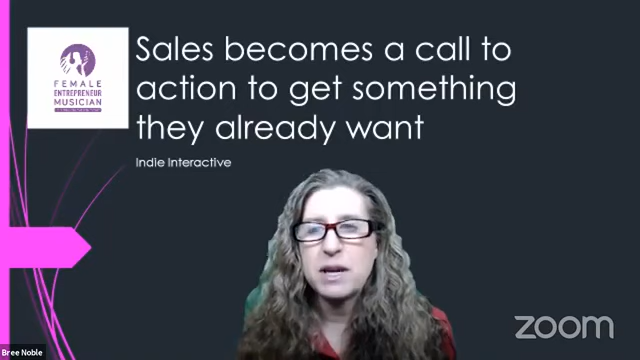 FEMALE
ENTREPRENEUR
MUSICIAN
Sales becomes a call to
action to get something
they already want
Indie Interactive
zoom
Bree Noble